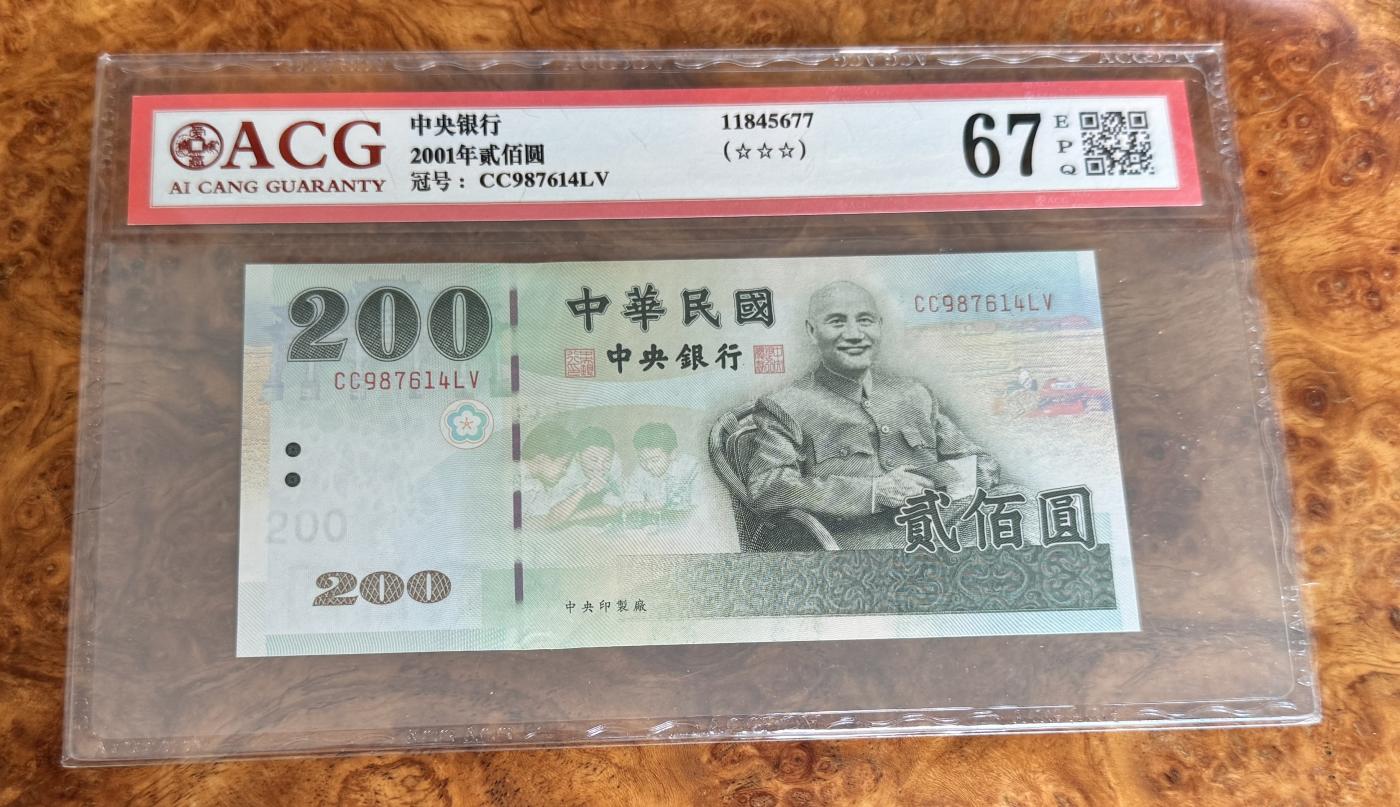 ACG
AI CANG GUARANTY
中央银行
2001年貳佰圆
冠号： CC987614LV
11845677
(☆☆☆)
67
EPQ
200
CC987614LV
中華民國
中央銀行
CC987614LV
貳佰圓
200
200
中央印製廠